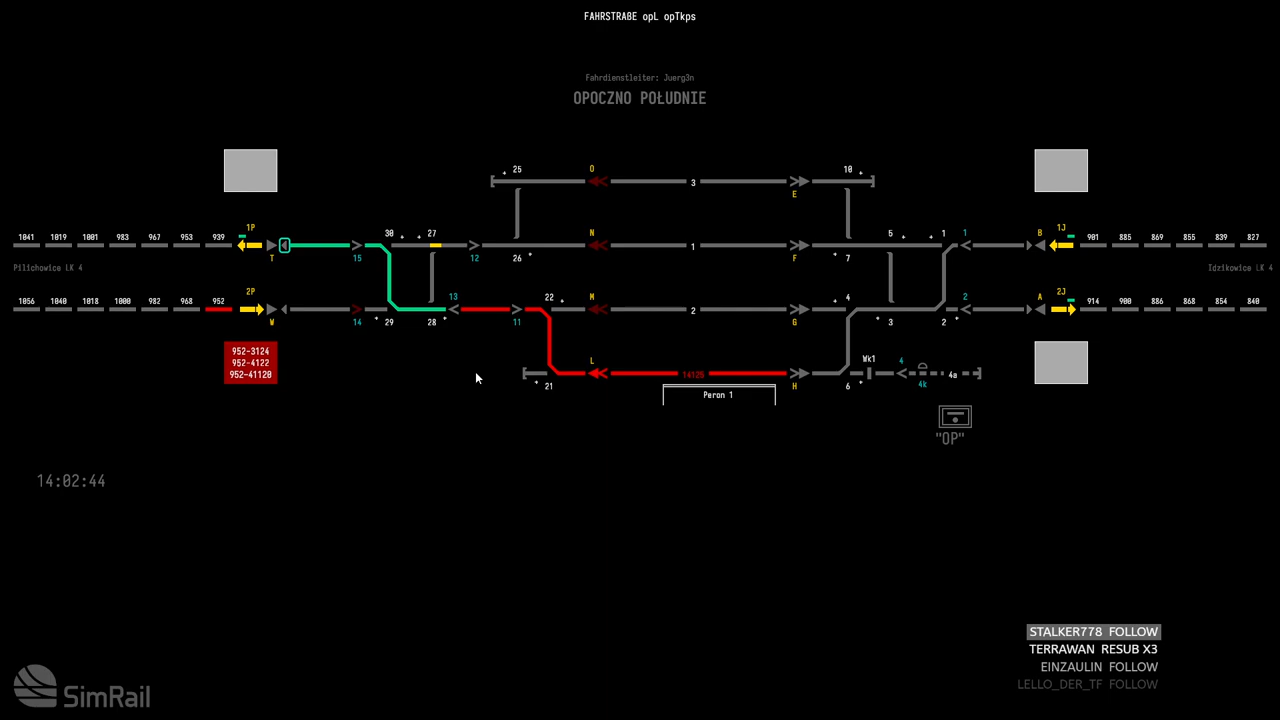 FAHRSTRAßE opL opTkps
Fahrdienstleiter: Juerg3n
OPOCZNO POŁUDNIE
25 O 3 E 10
1041 1019 1001 983 967 953 939 1P T 15 30 27 12 26 N 1 F 7 5 1 1 B 1J 901 885 869 855 839 827
Pilichowice LK 4
Idzikowice LK 4
1056 1040 1018 1000 982 968 952 2P W 14 29 28 13 11 22 M 2 G 4 3 2 2 A 2J 914 900 886 868 854 840
952-3124
952-4122
952-41120
21 L 14125 H 6 Wk1 4 4k 4a
Peron 1
"OP"
14:02:44
STALKER778 FOLLOW
TERRAWAN RESUB X3
EINZAULIN FOLLOW
LELLO_DER_TF FOLLOW
SimRail